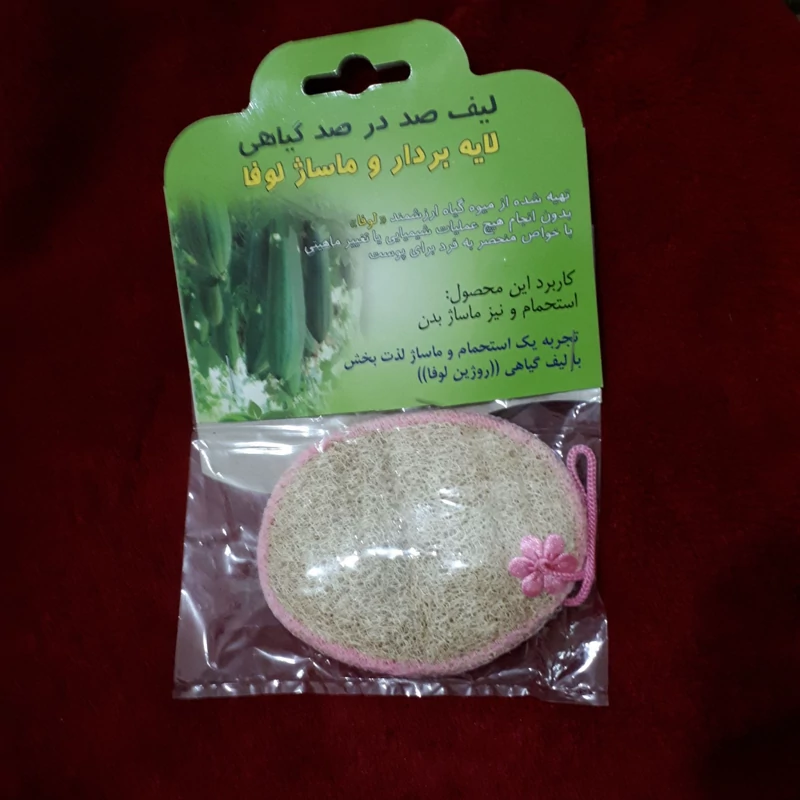 لیف صد در صد گیاهی
لایه بردار و ماساژ لوفا
تهیه شده از میوه گیاه ارزشمند «لوفا»
بدون انجام هیچ عملیات شیمیایی یا تغییر ماهیتی
با خواص منحصر به فرد برای پوست
کاربرد این محصول:
استحمام و نیز ماساژ بدن
تجربه یک استحمام و ماساژ لذت بخش
با لیف گیاهی ((روژین لوفا))